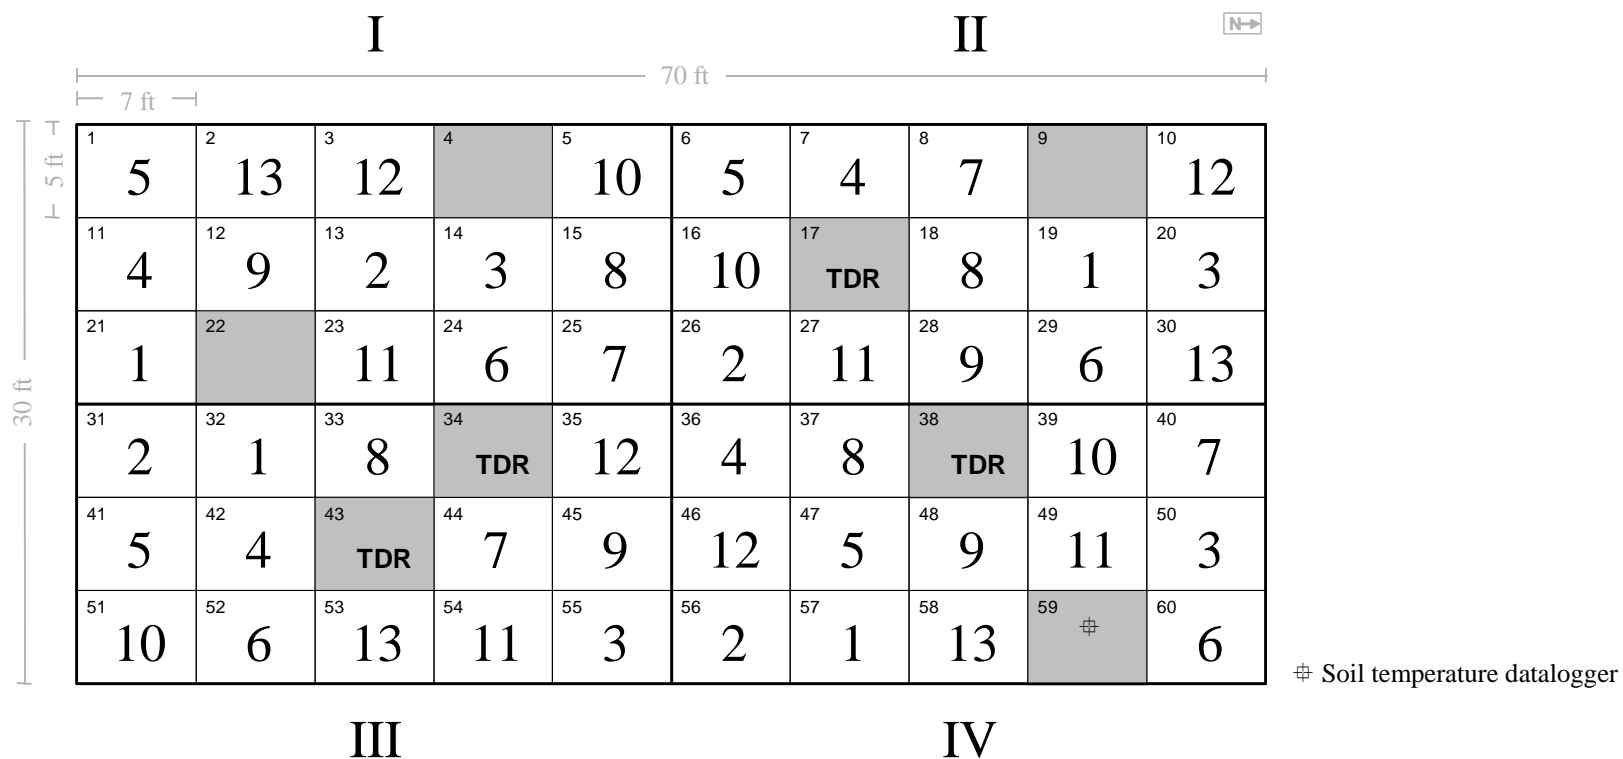 I II N
70 ft
7 ft
5 ft
30 ft
1 2 3 4 5 6 7 8 9 10
5 13 12 10 5 4 7 12
11 12 13 14 15 16 17 18 19 20
4 9 2 3 8 10 TDR 8 1 3
21 22 23 24 25 26 27 28 29 30
1 11 6 7 2 11 9 6 13
31 32 33 34 35 36 37 38 39 40
2 1 8 TDR 12 4 8 TDR 10 7
41 42 43 44 45 46 47 48 49 50
5 4 TDR 7 9 12 5 9 11 3
51 52 53 54 55 56 57 58 59 60
10 6 13 11 3 2 1 13 6
Soil temperature datalogger
III IV